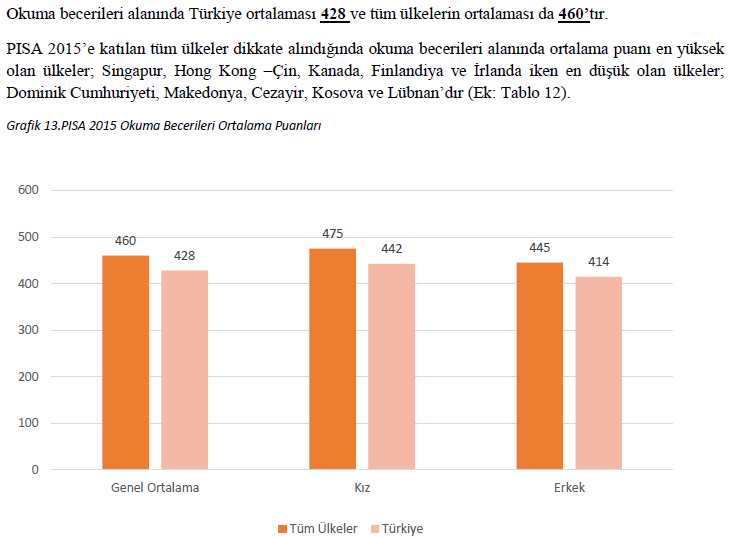 Okuma becerileri alanında Türkiye ortalaması 428 ve tüm ülkelerin ortalaması da 460’tır.
PISA 2015’e katılan tüm ülkeler dikkate alındığında okuma becerileri alanında ortalama puanı en yüksek
olan ülkeler; Singapur, Hong Kong –Çin, Kanada, Finlandiya ve İrlanda iken en düşük olan ülkeler;
Dominik Cumhuriyeti, Makedonya, Cezayir, Kosova ve Lübnan’dır (Ek: Tablo 12).
Grafik 13.PISA 2015 Okuma Becerileri Ortalama Puanları
600
500
400
300
200
100
0
460
428
475
442
445
414
Genel Ortalama
Kız
Erkek
Tüm Ülkeler
Türkiye